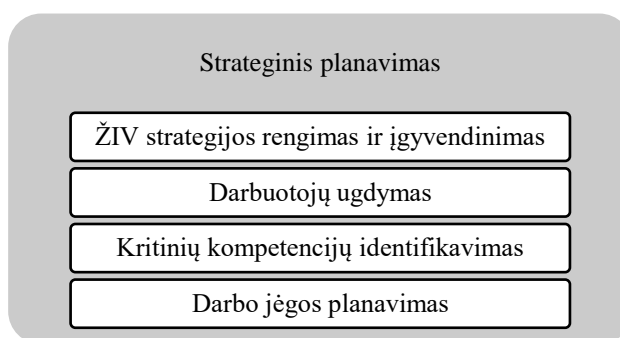 Strateginis planavimas
ŽIV strategijos rengimas ir įgyvendinimas
Darbuotojų ugdymas
Kritinių kompetencijų identifikavimas
Darbo jėgos planavimas